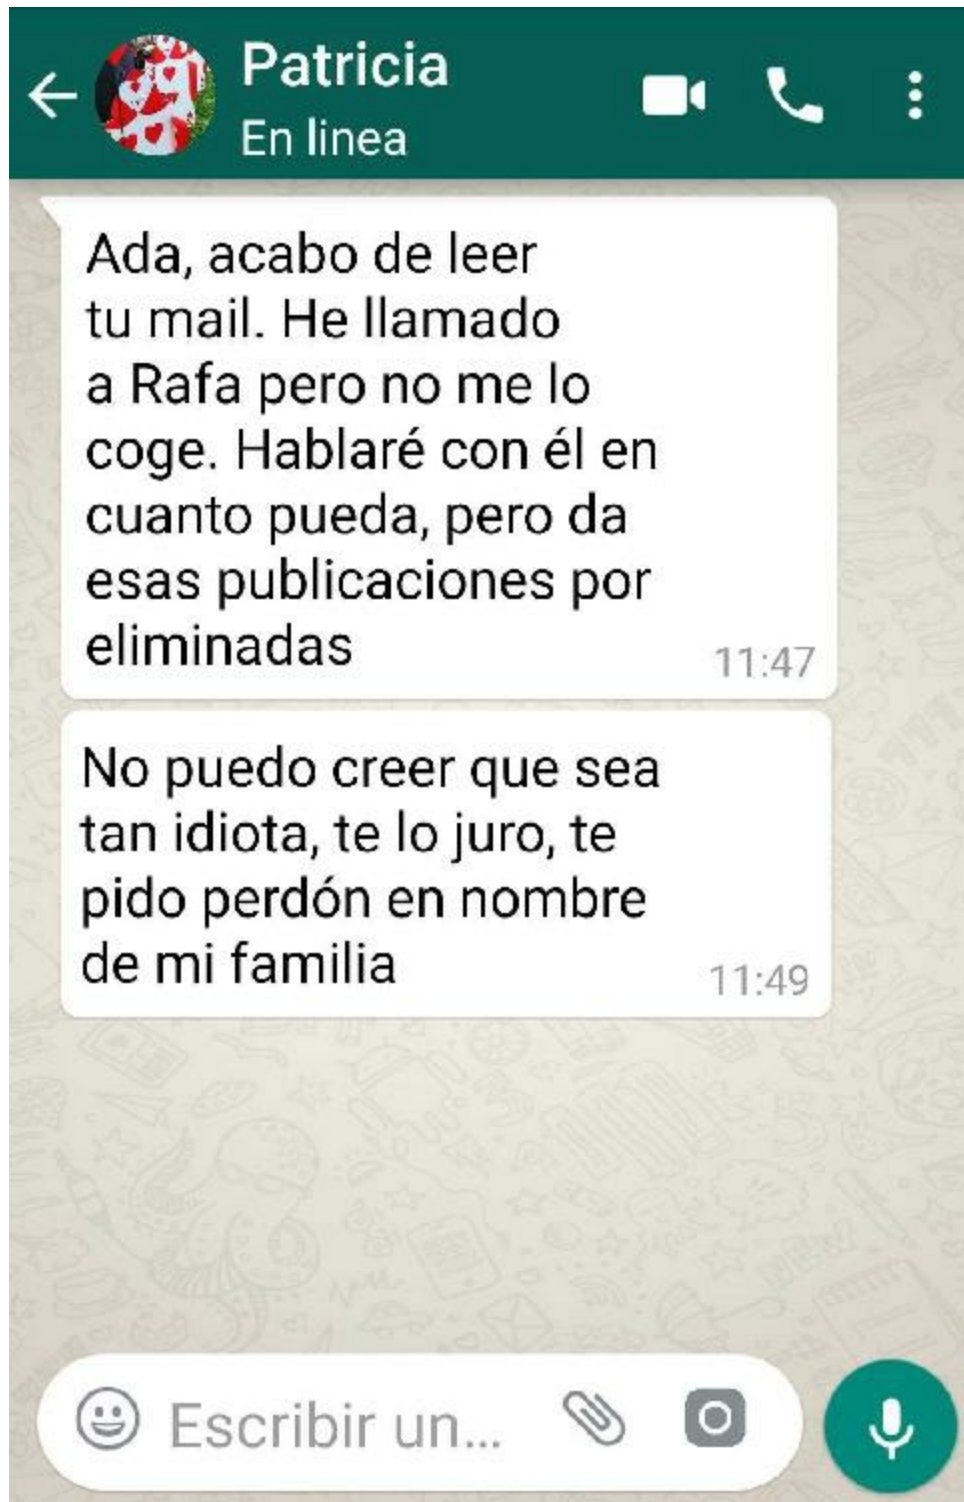 Patricia
En linea
Ada, acabo de leer
tu mail. He llamado
a Rafa pero no me lo
coge. Hablaré con él en
cuanto pueda, pero da
esas publicaciones por
eliminadas
11:47
No puedo creer que sea
tan idiota, te lo juro, te
pido perdón en nombre
de mi familia
11:49
Escribir un...